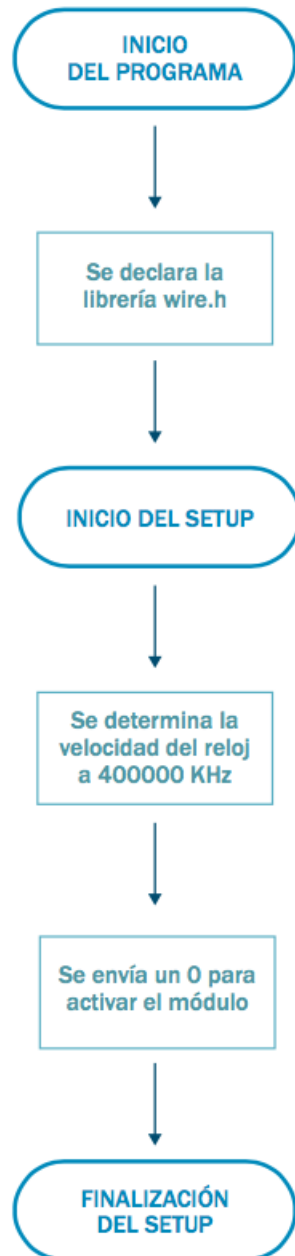 INICIO
DEL PROGRAMA
Se declara la
librería wire.h
INICIO DEL SETUP
Se determina la
velocidad del reloj
a 400000 KHz
Se envía un 0 para
activar el módulo
FINALIZACIÓN
DEL SETUP